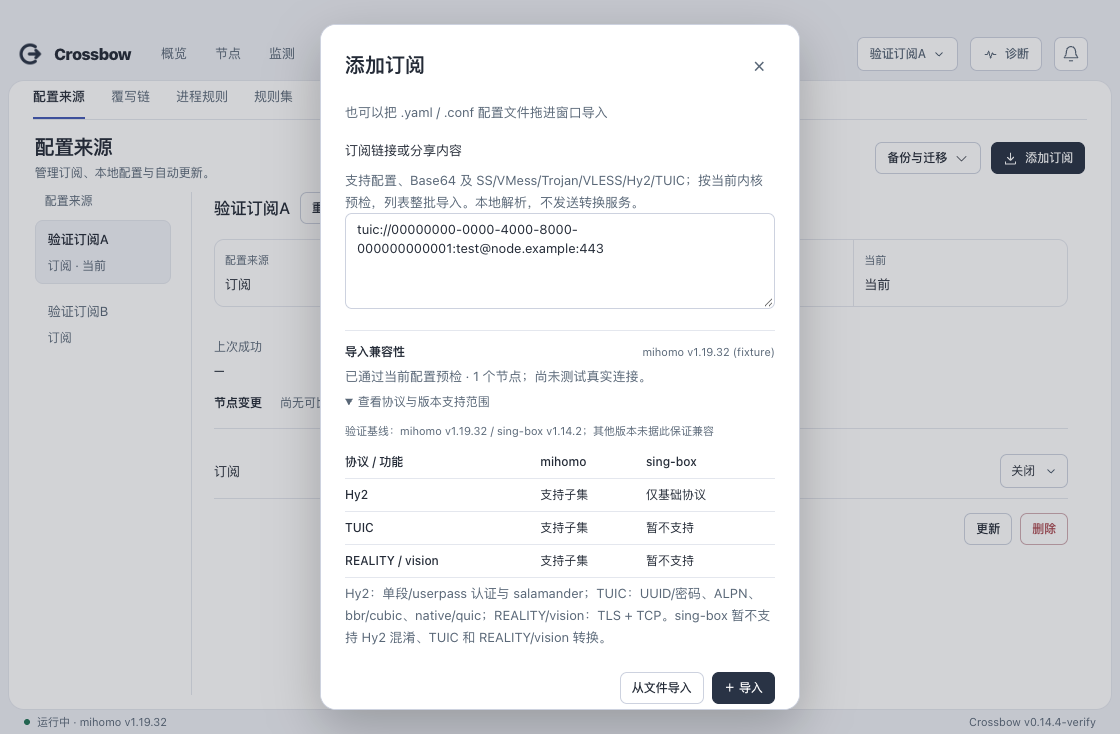 Crossbow
概览
节点
监测
验证订阅A
诊断
配置来源
覆写链
进程规则
规则集
配置来源
管理订阅、本地配置与自动更新。
备份与迁移
添加订阅
配置来源
验证订阅A
订阅 · 当前
验证订阅B
订阅
验证订阅A
配置来源
订阅
当前
当前
上次成功
—
节点变更
尚无可
订阅
关闭
更新
删除
添加订阅
也可以把 .yaml / .conf 配置文件拖进窗口导入
订阅链接或分享内容
支持配置、Base64 及 SS/VMess/Trojan/VLESS/Hy2/TUIC；按当前内核
预检，列表整批导入。本地解析，不发送转换服务。
tuic://00000000-0000-4000-8000-
000000000001:test@node.example:443
导入兼容性
mihomo v1.19.32 (fixture)
已通过当前配置预检 · 1 个节点；尚未测试真实连接。
▼ 查看协议与版本支持范围
验证基线：mihomo v1.19.32 / sing-box v1.14.2；其他版本未据此保证兼容
协议 / 功能 mihomo sing-box
Hy2 支持子集 仅基础协议
TUIC 支持子集 暂不支持
REALITY / vision 支持子集 暂不支持
Hy2：单段/userpass 认证与 salamander；TUIC：UUID/密码、ALPN、
bbr/cubic、native/quic；REALITY/vision：TLS + TCP。sing-box 暂不支
持 Hy2 混淆、TUIC 和 REALITY/vision 转换。
从文件导入
+ 导入
运行中 · mihomo v1.19.32
Crossbow v0.14.4-verify